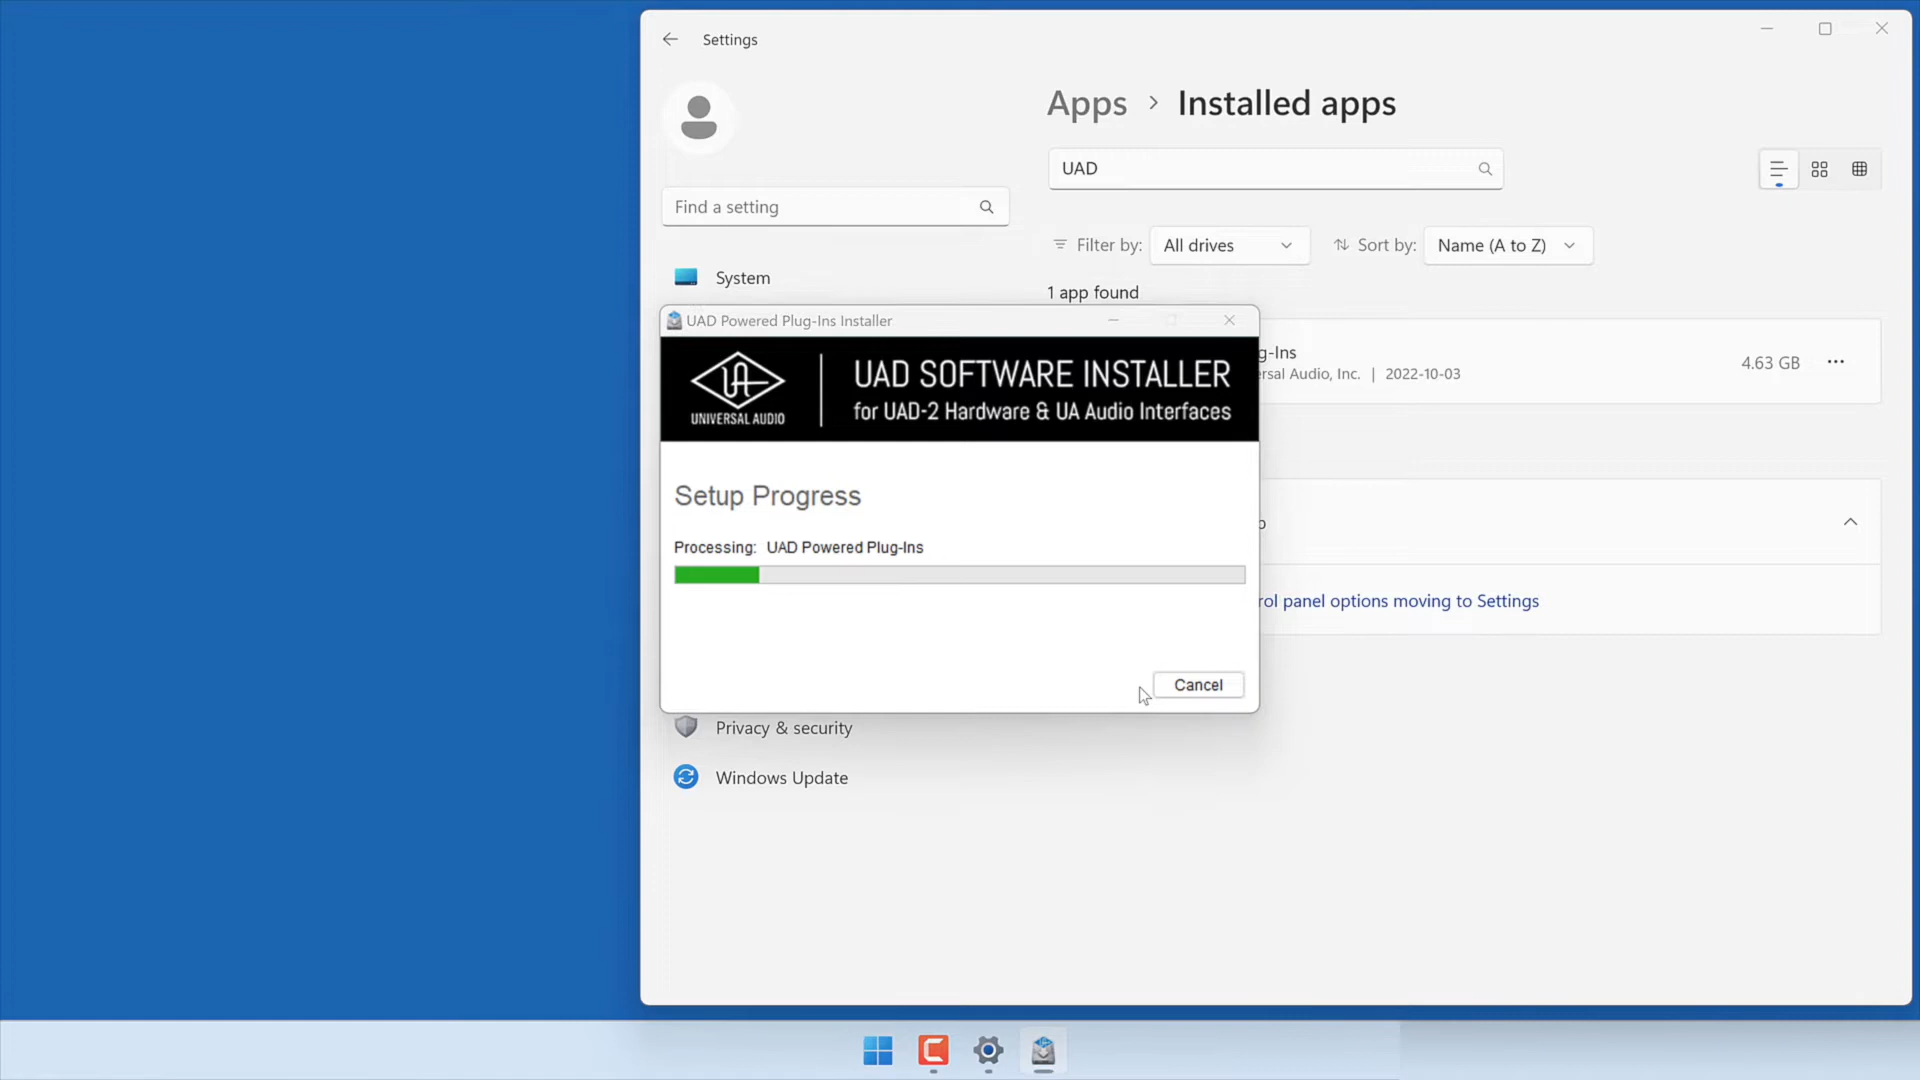 Settings
Apps > Installed apps
UAD
Find a setting
Filter by: All drives
Sort by: Name (A to Z)
System
1 app found
UAD Powered Plug-Ins Installer
UNIVERSAL AUDIO
UAD SOFTWARE INSTALLER
for UAD-2 Hardware & UA Audio Interfaces
g-Ins
rsal Audio, Inc. | 2022-10-03
4.63 GB
Setup Progress
Processing: UAD Powered Plug-Ins
rol panel options moving to Settings
Cancel
Privacy & security
Windows Update